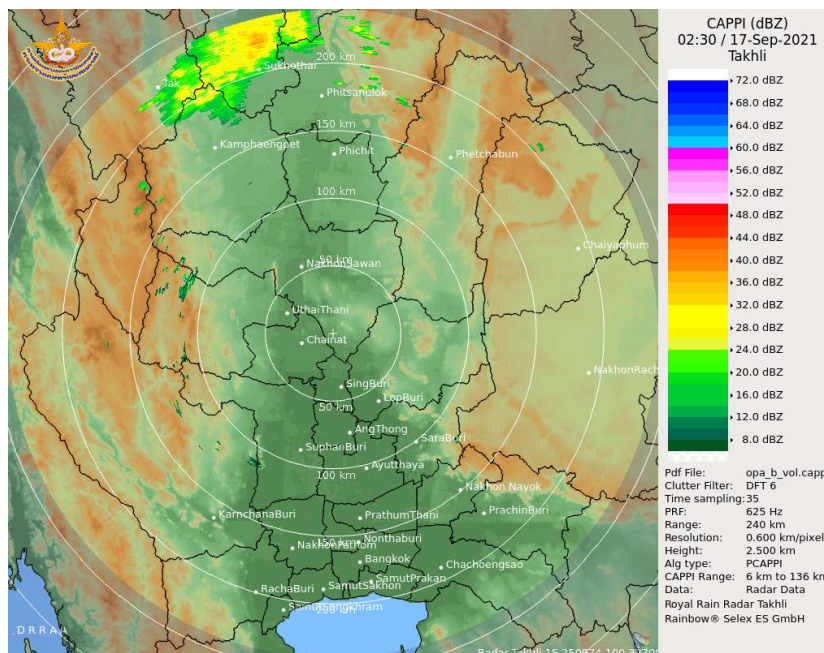 CAPPI (dBZ)
02:30 / 17-Sep-2021
Takhli
72.0 dBZ
68.0 dBZ
64.0 dBZ
60.0 dBZ
56.0 dBZ
52.0 dBZ
48.0 dBZ
44.0 dBZ
40.0 dBZ
36.0 dBZ
32.0 dBZ
28.0 dBZ
24.0 dBZ
20.0 dBZ
16.0 dBZ
12.0 dBZ
8.0 dBZ
Pdf File: opa_b_vol.capp
Clutter Filter: DFT 6
Time sampling: 35
PRF: 625 Hz
Range: 240 km
Resolution: 0.600 km/pixel
Height: 2.500 km
Alg type: PCAPPI
CAPPI Range: 6 km to 136 km
Data: Radar Data
Royal Rain Radar Takhli
Rainbow® Selex ES GmbH
200 km
Sukhothai
Tak
Phitsanulok
150 km
Kamphaengpet
Phichit
Phetchabun
100 km
Chaiyaphum
50 km
NakhonSawan
UthaiThani
Chainat
NakhonRach
SingBuri
50 km
LopBuri
AngThong
SaraBuri
SuphanBuri
Ayutthaya
100 km
Nakhon Nayok
KamchanaBuri
PrathumThani
PrachinBuri
150 km
Nonthaburi
NakhonPathom
Bangkok
Chachoengsao
SamutPrakan
RachaBuri
SamutSakhon
SamutSongkhram
200 km
DRRAA